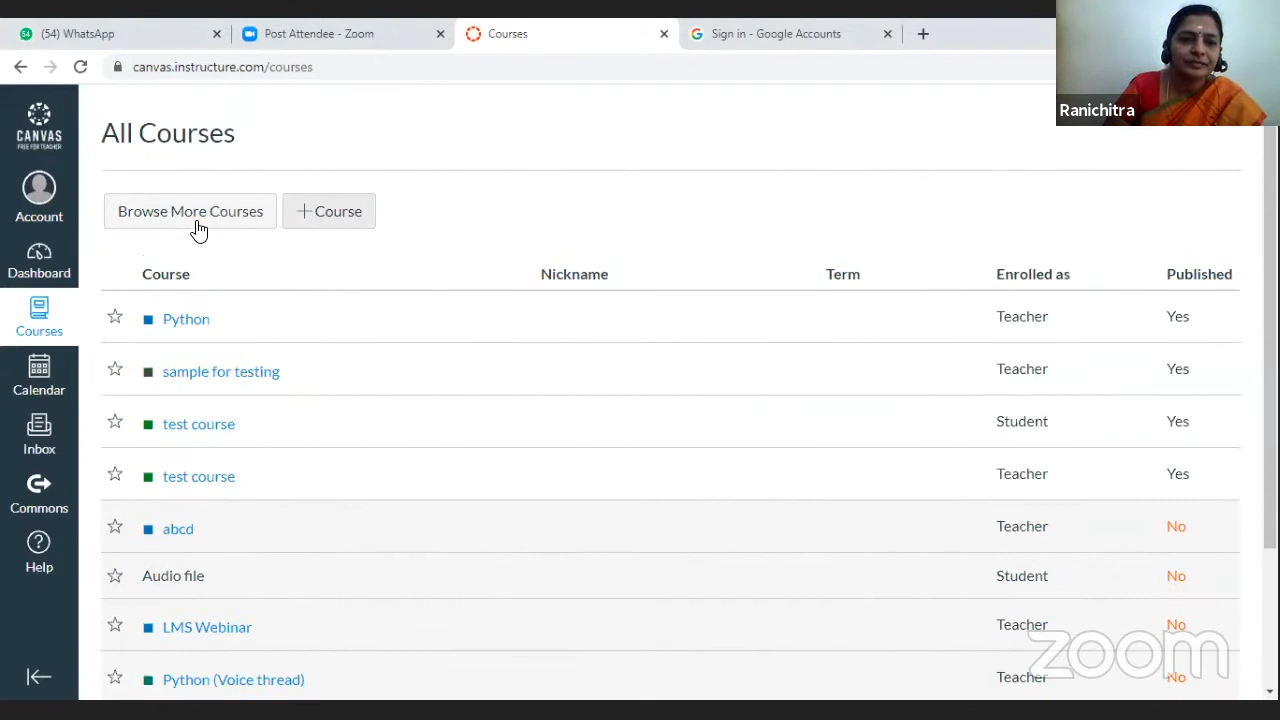 (54) WhatsApp
Post Attendee - Zoom
Courses
Sign in - Google Accounts
canvas.instructure.com/courses
Ranichitra
CANVAS
FREE FOR TEACHER
Account
Dashboard
Courses
Calendar
Inbox
Commons
Help
All Courses
Browse More Courses
Course
Course Nickname Term Enrolled as Published
Python Teacher Yes
sample for testing Teacher Yes
test course Student Yes
test course Teacher Yes
abcd Teacher No
Audio file Student No
LMS Webinar Teacher No
Python (Voice thread) Teacher No
zoom